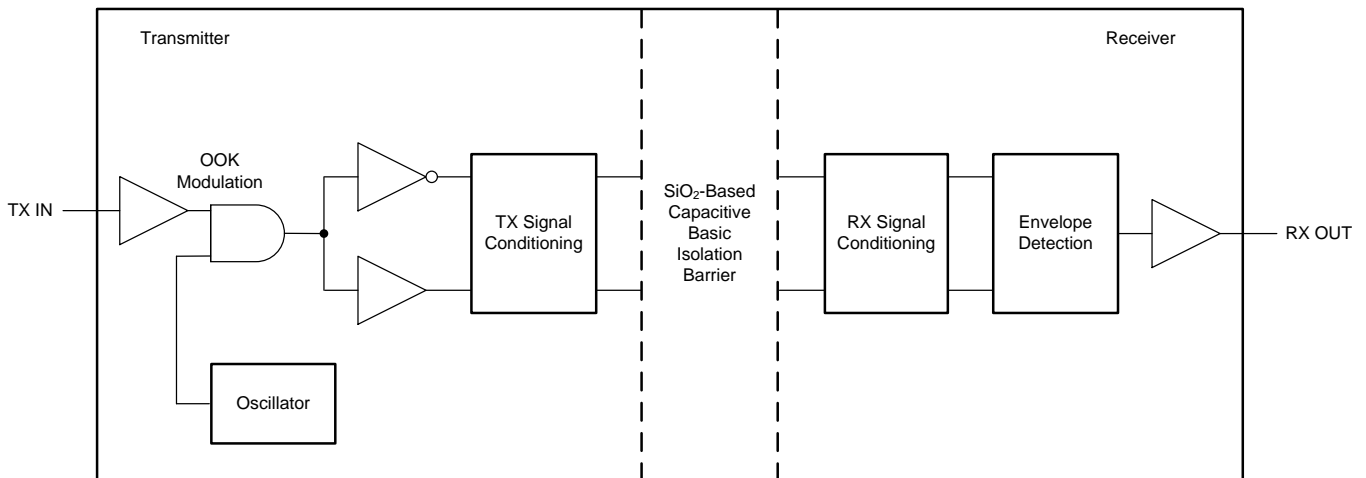 Transmitter
Receiver
OOK
Modulation
TX IN
TX Signal
Conditioning
SiO₂-Based
Capacitive
Basic
Isolation
Barrier
RX Signal
Conditioning
Envelope
Detection
RX OUT
Oscillator